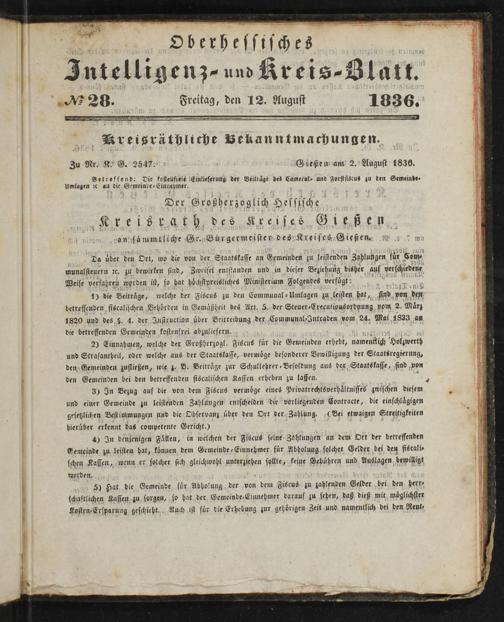 Oberhessisches
Intelligenz- und Kreis-Blatt.
№ 28. Freitag, den 12. August 1836.
Kreisräthliche Bekanntmachungen.
Zu Nr. K. G. 2547. Gießen am 2. August 1836.
Betreffend: Die kostenfreie Einlieferung der Beiträge des Cameral- und Forstfiskus zu den Gemeinde-
Umlagen ꝛc an die Gemeinde-Einnehmer.
Der Großherzoglich Hessische
Kreisrath des Kreises Gießen
an sämmtliche Gr. Bürgermeister des Kreises Gießen.
Da über den Ort, wo die von der Staatskasse an Gemeinden zu leistenden Zahlungen für Com-
munalsteuern ꝛc. zu bewirken sind, Zweifel entstanden und in dieser Beziehung bisher auf verschiedene
Weise verfahren worden ist, so hat höchstpreisliches Ministerium Folgendes verfügt:
1) die Beiträge, welche der Fiscus zu den Communal-Umlagen zu leisten hat, sind von den
betreffenden fiscalischen Behörden in Gemäßheit des Art. 5. der Steuer-Executionsordnung vom 2. März
1820 und des §. 4. der Instruction über Beitreibung der Communal-Intraden vom 24. Mai 1833 an
die betreffenden Gemeinden kostenfrei abzuliefern.
2) Einnahmen, welche der Großherzogl. Fiscus für die Gemeinden erhebt, namentlich Holzwerth
und Strafantheil, oder welche aus der Staatskasse, vermöge besonderer Bewilligung der Staatsregierung,
den Gemeinden zufließen, wie z. B. Beiträge zur Schullehrer-Besoldung aus der Staatskasse, sind von
den Gemeinden bei den betreffenden fiscalischen Kassen erheben zu lassen.
3) In Bezug auf die von dem Fiscus vermöge eines Privatrechtsverhältnisses zwischen diesem
und einer Gemeinde zu leistenden Zahlungen entscheiden die vorliegenden Contracte, die einschlägigen
gesetzlichen Bestimmungen und die Observanz über den Ort der Zahlung. (Bei etwaigen Streitigkeiten
hierüber erkennt das competente Gericht.)
4) In denjenigen Fällen, in welchen der Fiscus seine Zahlungen an dem Ort der betreffenden
Gemeinde zu leisten hat, können dem Gemeinde-Einnehmer für Abholung solcher Gelder bei den fiscali-
schen Kassen, wenn er solcher sich gleichwohl unterziehen sollte, keine Gebühren und Auslagen bewilligt
werden.
5) Hat die Gemeinde für Abholung der von dem Fiscus zu zahlenden Gelder bei den herr-
schaftlichen Kassen zu sorgen, so hat der Gemeinde-Einnehmer darauf zu sehen, daß dieß mit möglichster
Kosten-Ersparung geschieht. Auch ist für die Erhebung zur gehörigen Zeit und namentlich bei den Rent-